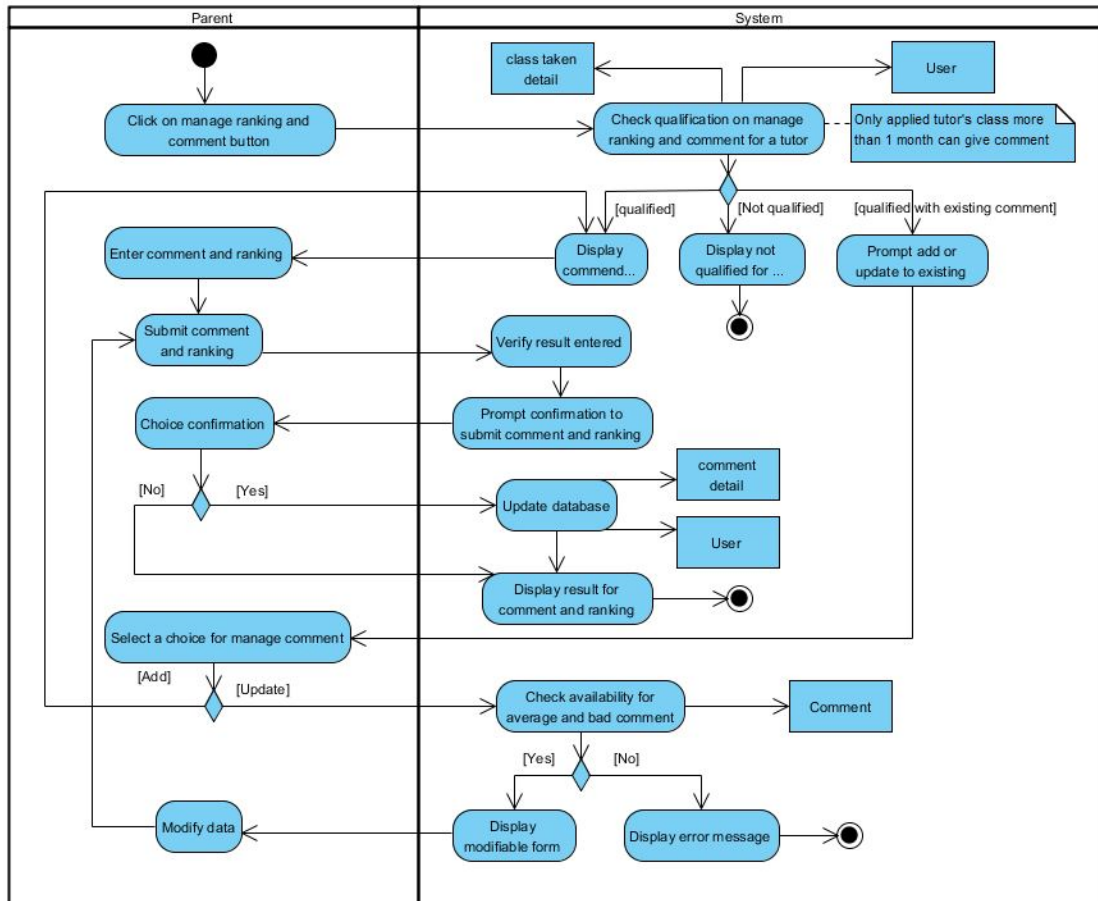 Parent
System
class taken
detail
User
Click on manage ranking and
comment button
Check qualification on manage
ranking and comment for a tutor
Only applied tutor's class more
than 1 month can give comment
[qualified]
[Not qualified]
[qualified with existing comment]
Enter comment and ranking
Display
commend...
Display not
qualified for ...
Prompt add or
update to existing
Submit comment
and ranking
Verify result entered
Choice confirmation
Prompt confirmation to
submit comment and ranking
[No]
[Yes]
comment
detail
Update database
User
Display result for
comment and ranking
Select a choice for manage comment
[Add]
[Update]
Check availability for
average and bad comment
Comment
[Yes]
[No]
Modify data
Display
modifiable form
Display error message